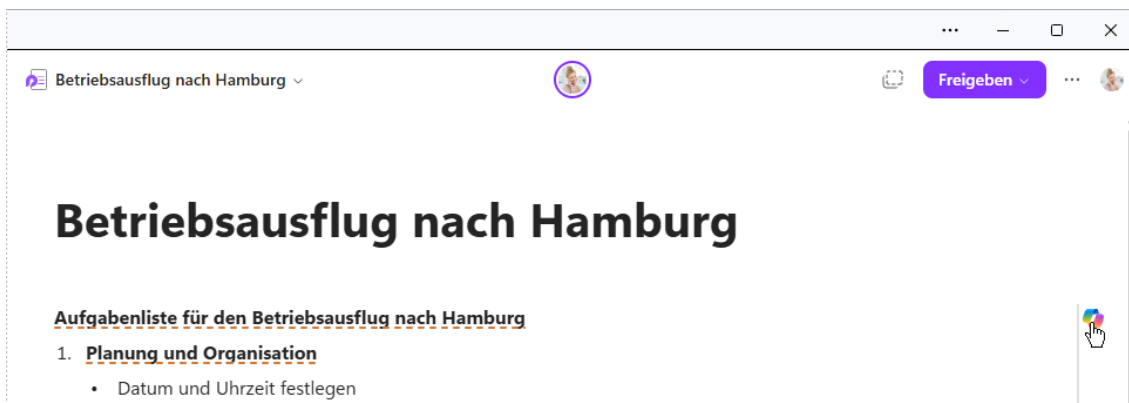 Betriebsausflug nach Hamburg
Freigeben
Betriebsausflug nach Hamburg
Aufgabenliste für den Betriebsausflug nach Hamburg
1. Planung und Organisation
• Datum und Uhrzeit festlegen